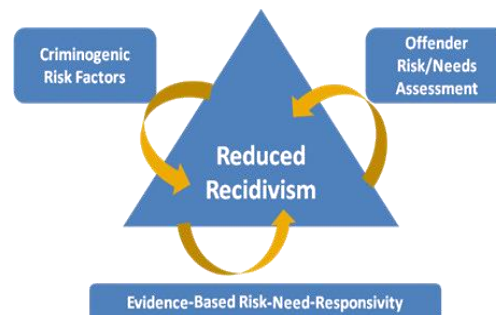 Criminogenic
Risk Factors
Offender
Risk/Needs
Assessment
Reduced
Recidivism
Evidence-Based Risk-Need-Responsivity